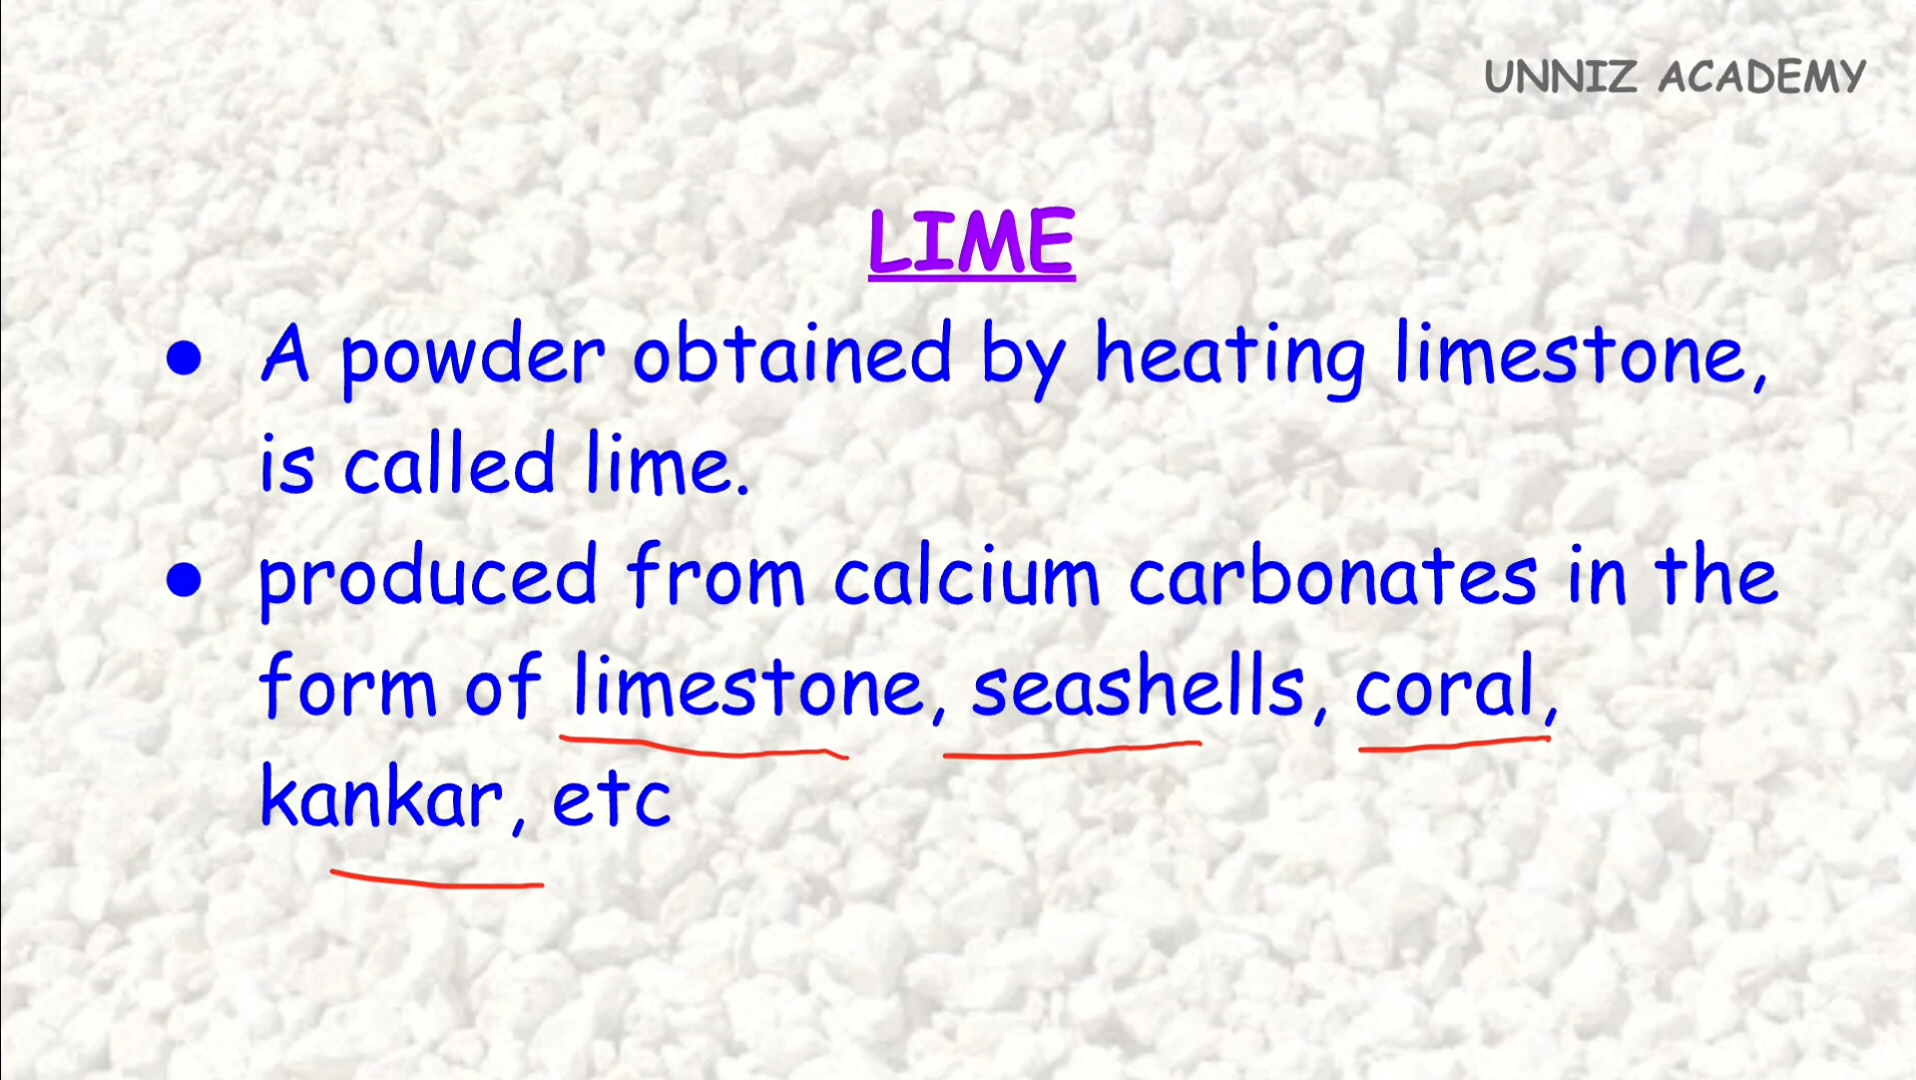 UNNIZ ACADEMY
LIME
● A powder obtained by heating limestone,
is called lime.
● produced from calcium carbonates in the
form of limestone, seashells, coral,
kankar, etc